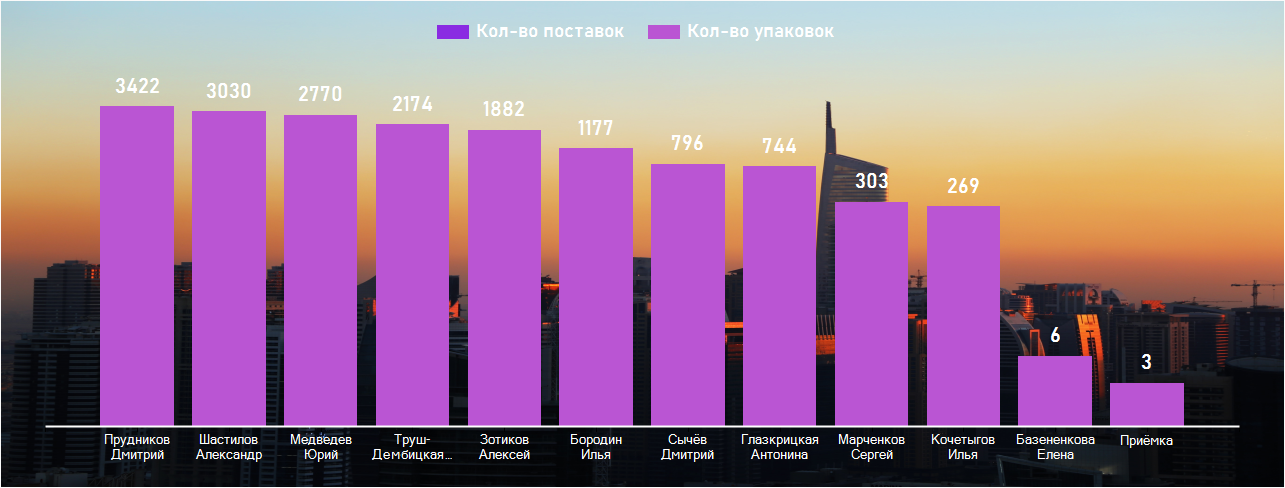 Кол-во поставок Кол-во упаковок
3422 3030 2770 2174 1882 1177 796 744 303 269 6 3
Прудников Шастилов Медведев Труш- Зотиков Бородин Сычёв Глазкрицкая Марченков Кочетыгов Базененкова Приёмка
Дмитрий Александр Юрий Дембицкая... Алексей Илья Дмитрий Антонина Сергей Илья Елена